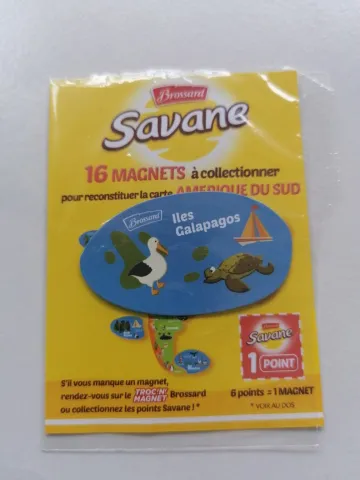 Brossard
Savane
16 MAGNETS à collectionner
pour reconstituer la carte AMERIQUE DU SUD
Brossard
Iles
Galapagos
Savane
1 POINT
S'il vous manque un magnet,
rendez-vous sur le TROC'N' MAGNET Brossard
ou collectionnez les points Savane ! *
6 points = 1 MAGNET
* VOIR AU DOS